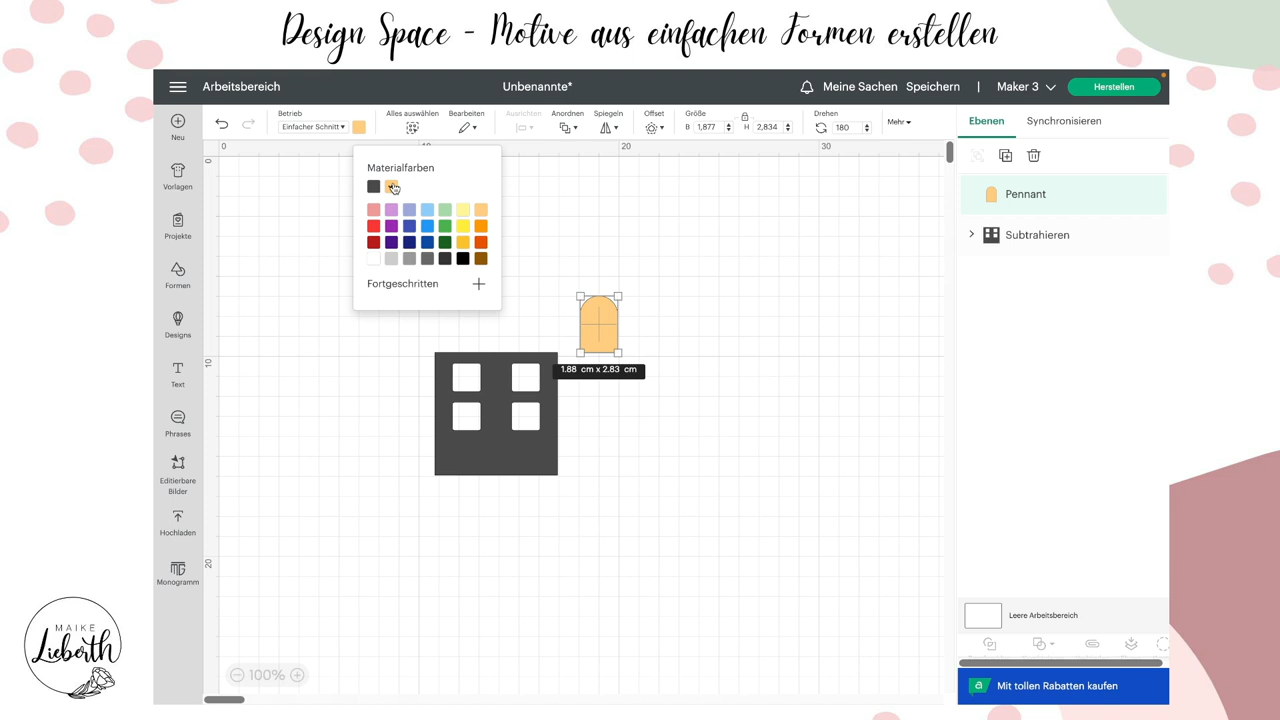 Design Space - Motive aus einfachen Formen erstellen
Arbeitsbereich
Unbenannte*
Meine Sachen
Speichern
|
Maker 3
Herstellen
Betrieb
Einfacher Schnitt
Alles auswählen
Bearbeiten
Ausrichten
Anordnen
Spiegeln
Offset
Größe
B 1,877
H 2,834
Drehen
180
Mehr
Ebenen
Synchronisieren
Neu
Vorlagen
Projekte
Formen
Designs
Text
Phrases
Editierbare
Bilder
Hochladen
Monogramm
0
10
20
30
0
10
20
Materialfarben
Fortgeschritten
1.88 cm x 2.83 cm
Pennant
Subtrahieren
Leere Arbeitsbereich
Mit tollen Rabatten kaufen
100%
MAIKE
Lieberth